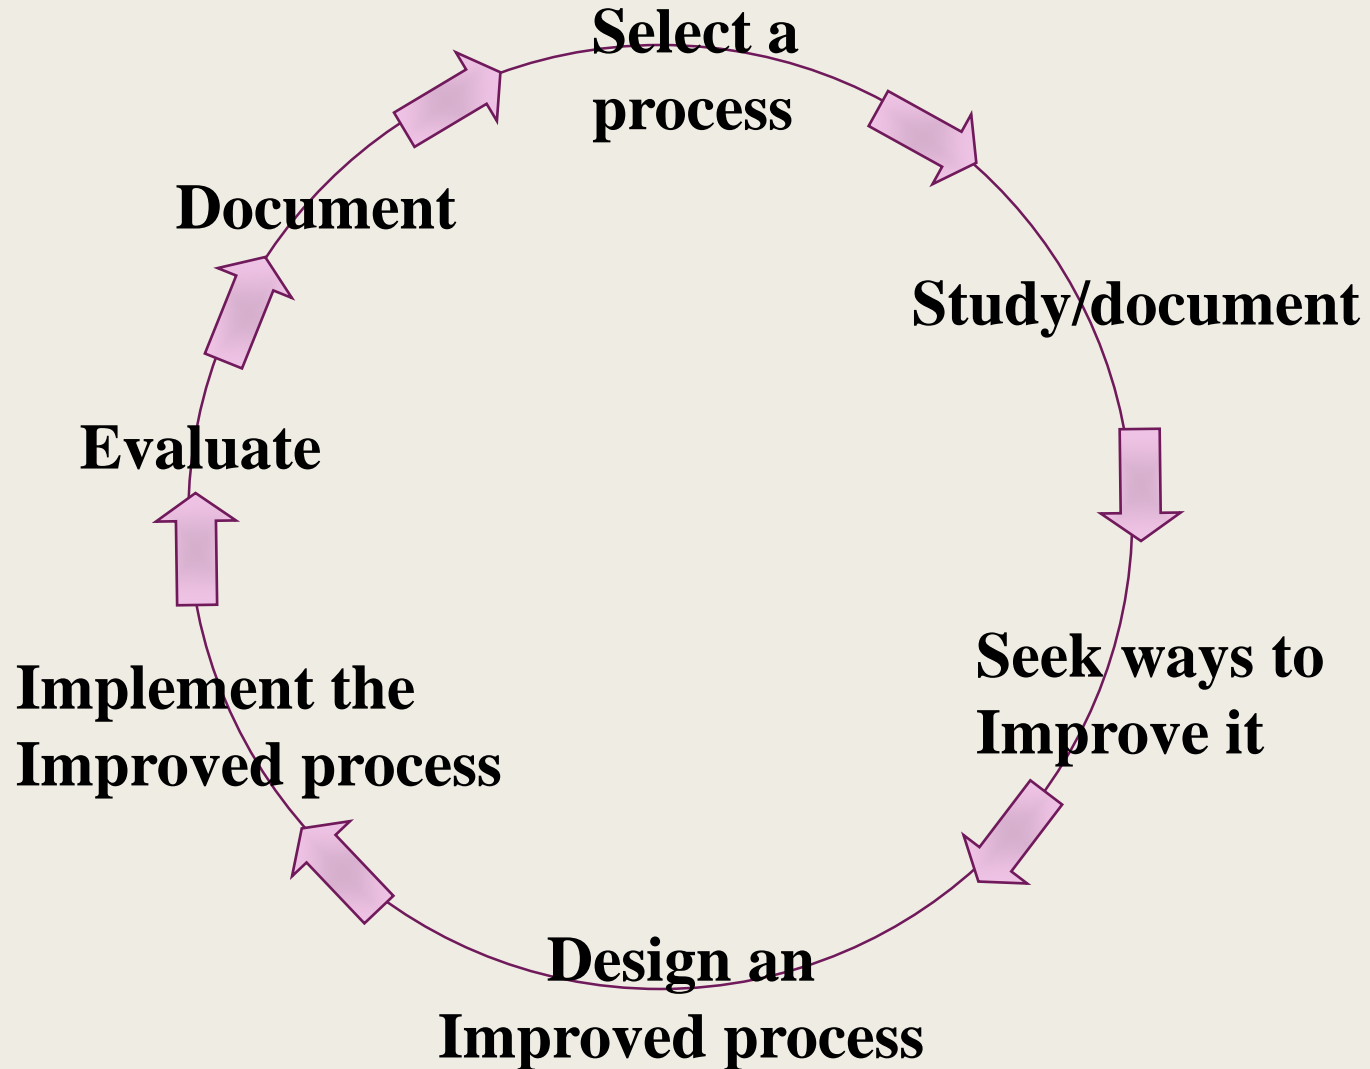 Select a
process
Study/document
Seek ways to
Improve it
Design an
Improved process
Implement the
Improved process
Evaluate
Document